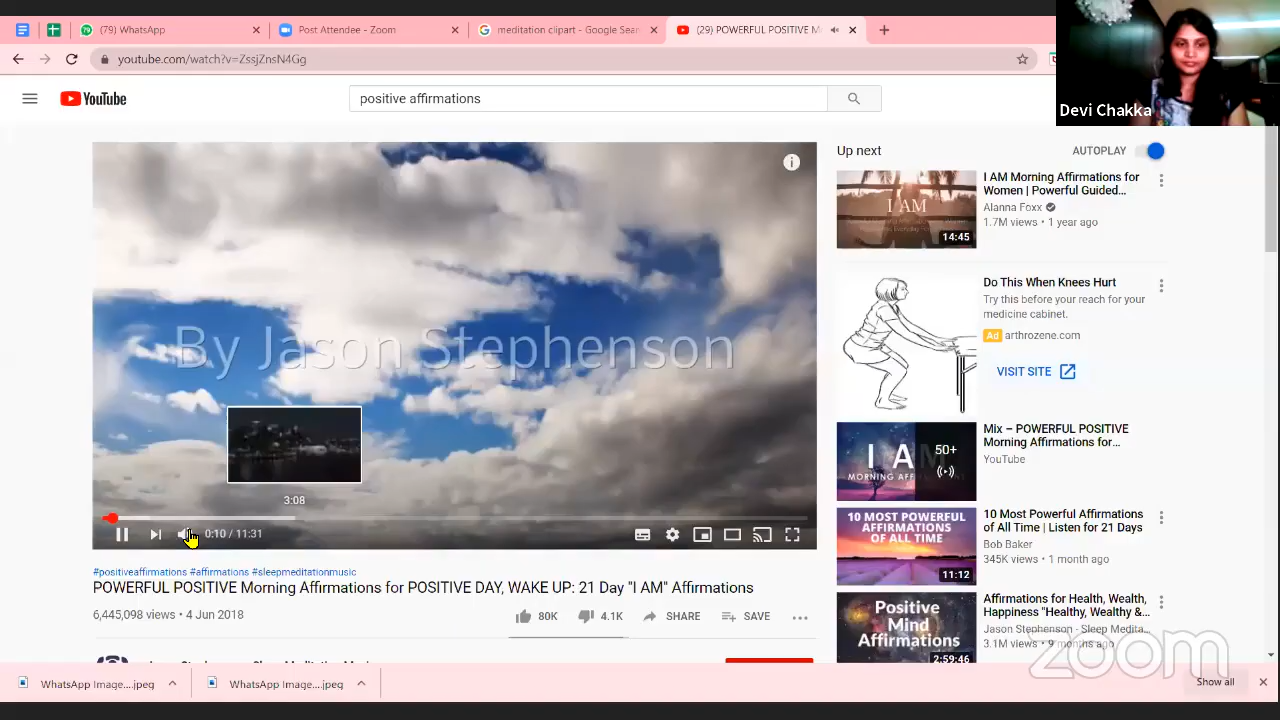 (79) WhatsApp
Post Attendee - Zoom
meditation clipart - Google Sear
(29) POWERFUL POSITIVE M
youtube.com/watch?v=ZssjZnsN4Gg
Devi Chakka
YouTube
positive affirmations
Up next
AUTOPLAY
By Jason Stephenson
3:08
0:10 / 11:31
#positiveaffirmations #affirmations #sleepmeditationmusic
POWERFUL POSITIVE Morning Affirmations for POSITIVE DAY, WAKE UP: 21 Day "I AM" Affirmations
6,445,098 views • 4 Jun 2018
80K
4.1K
SHARE
SAVE
I AM
14:45
I AM Morning Affirmations for
Women | Powerful Guided...
Alanna Foxx
1.7M views • 1 year ago
Do This When Knees Hurt
Try this before your reach for your
medicine cabinet.
Ad arthrozene.com
VISIT SITE
I AM
MORNING AFF
50+
Mix – POWERFUL POSITIVE
Morning Affirmations for...
YouTube
10 MOST POWERFUL
AFFIRMATIONS
OF ALL TIME
11:12
10 Most Powerful Affirmations
of All Time | Listen for 21 Days
Bob Baker
345K views • 1 month ago
Positive
Mind
Affirmations
2:59:46
Affirmations for Health, Wealth,
Happiness "Healthy, Wealthy &...
Jason Stephenson - Sleep Medita...
3.1M views • 9 months ago
zoom
WhatsApp Image....jpeg
WhatsApp Image....jpeg
Show all